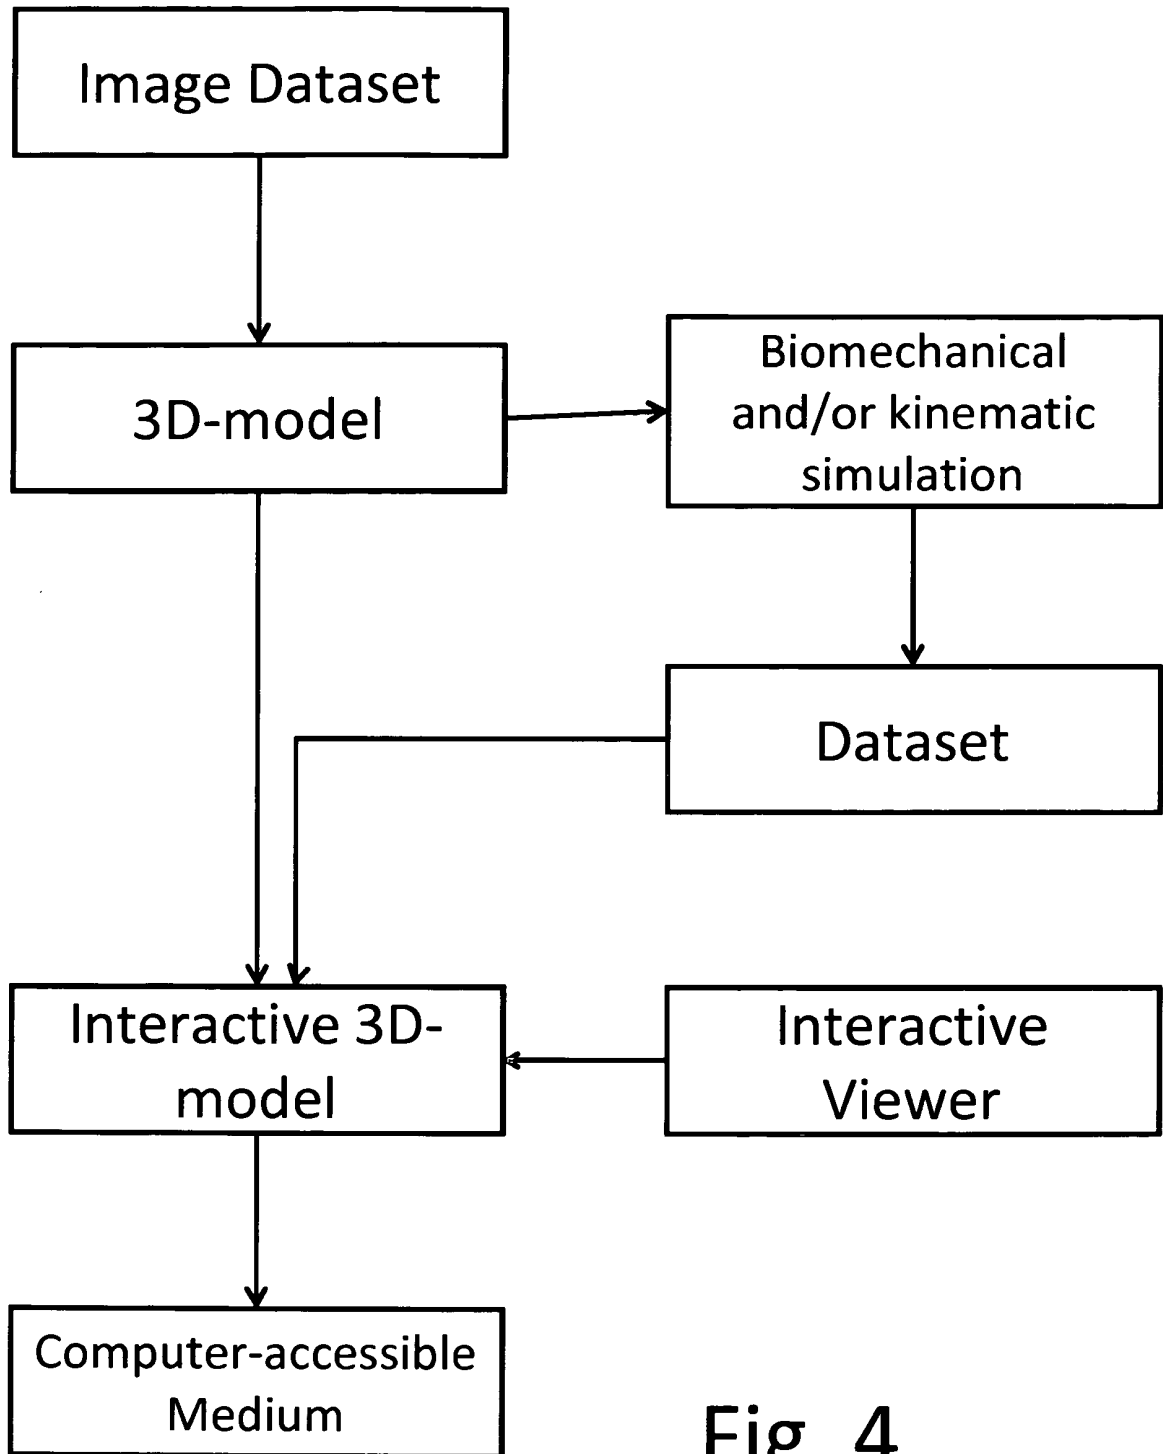 Image Dataset
3D-model
Biomechanical
and/or kinematic
simulation
Dataset
Interactive 3D-
model
Interactive
Viewer
Computer-accessible
Medium
Fig. 4